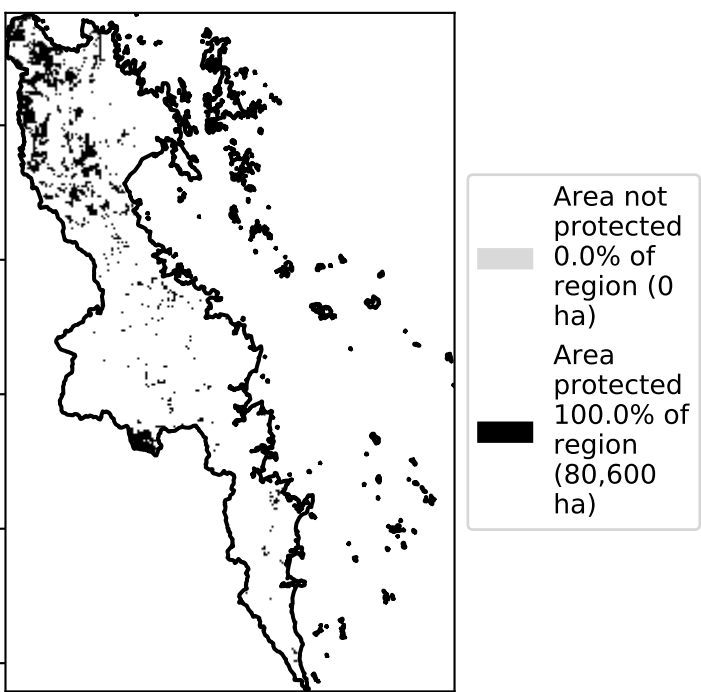 Area not
protected
0.0% of
region (0
ha)
Area
protected
100.0% of
region
(80,600
ha)